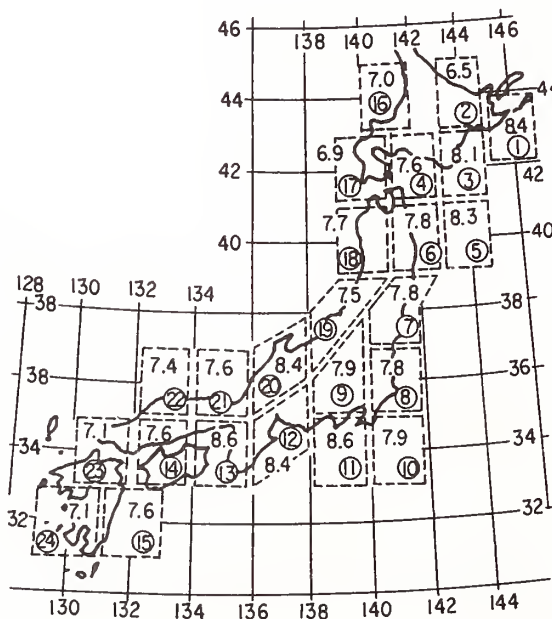 46
138 140 142 144 146
7.0 6.5
44 ⑯ ② 44
8.4
6.9 ①
7.6 8.1
42 ⑰ ④ ③ 42
7.7 7.8 8.3
40 ⑱ ⑥ ⑤ 40
128 130 132 134
38 7.5 7.8 38
⑲ ⑦
7.4 7.6 8.4 7.9 7.8
38 ⑳ ⑨ 36
㉒ ㉑ ⑧
7. 7.6 8.6 ⑫ 8.6 7.9
34 34
㉓ ⑭ ⑬ 8.4 ⑪ ⑩
7.1 7.6
32 32
㉔ ⑮
130 132 134 136 138 140 142 144